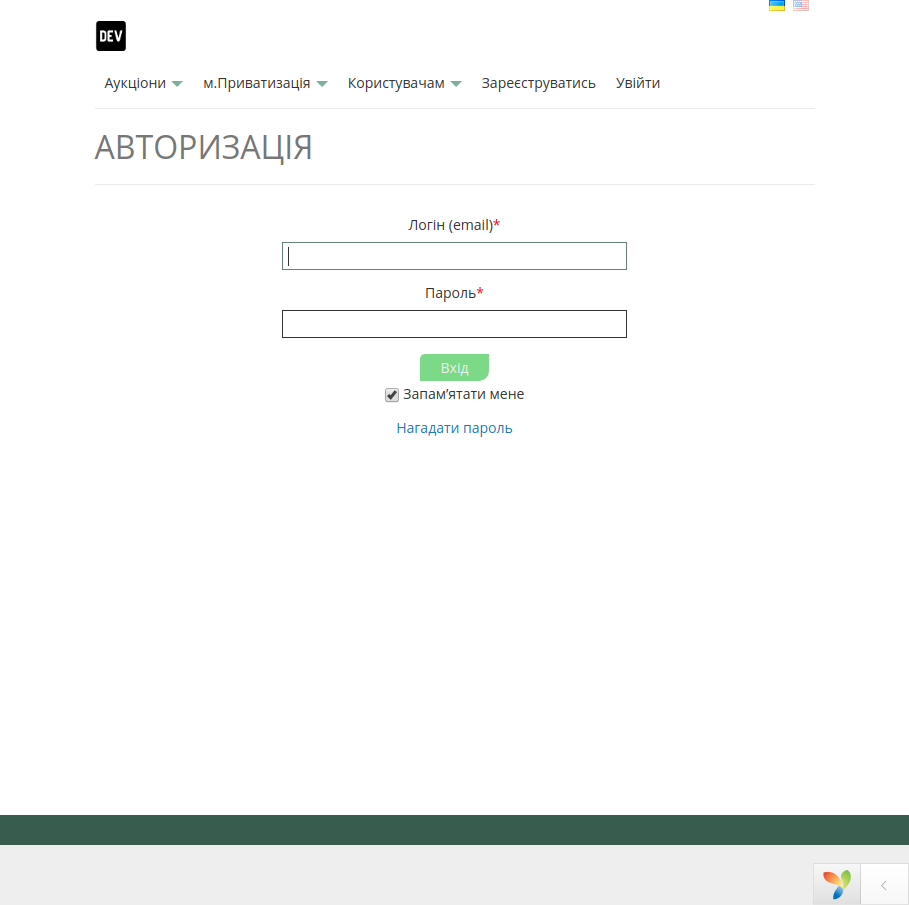 DEV
Аукціони м.Приватизація Користувачам Зареєструватись Увійти
АВТОРИЗАЦІЯ
Логін (email)*
Пароль*
Вхід
Запам’ятати мене
Нагадати пароль